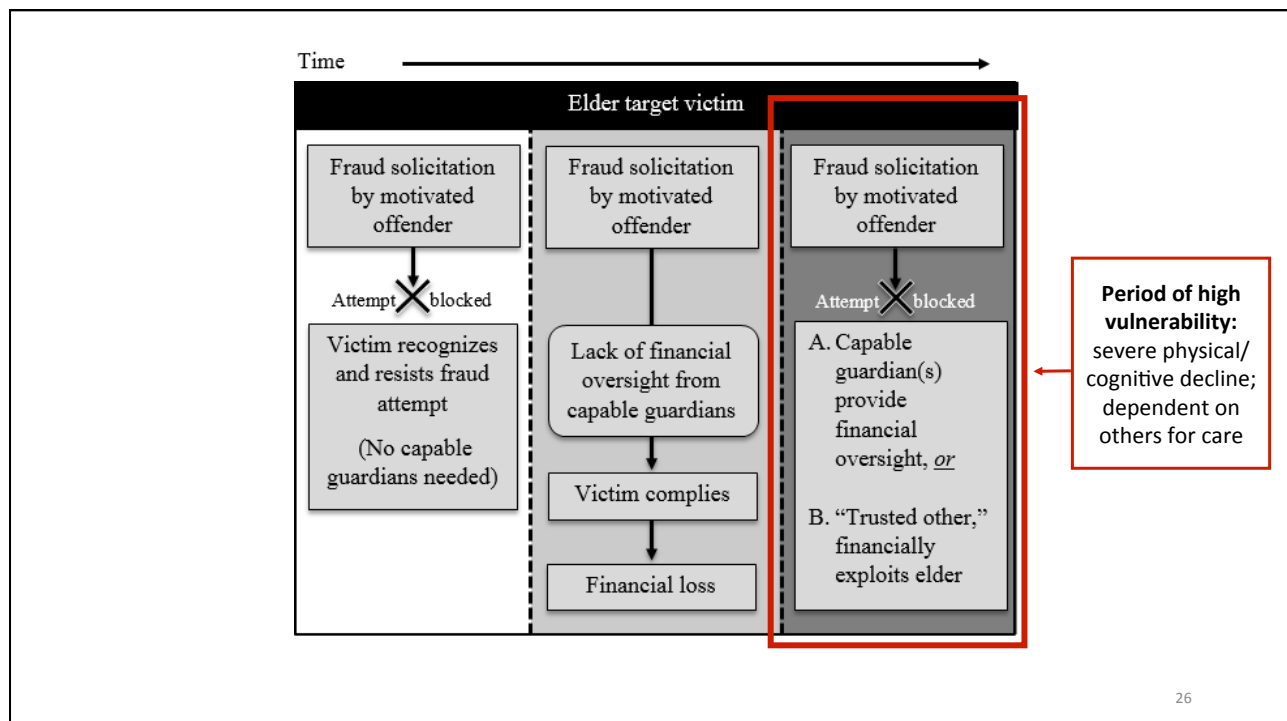 Time
Elder target victim
Fraud solicitation
by motivated
offender
Attempt blocked
Victim recognizes
and resists fraud
attempt
(No capable
guardians needed)
Fraud solicitation
by motivated
offender
Lack of financial
oversight from
capable guardians
Victim complies
Financial loss
Fraud solicitation
by motivated
offender
Attempt blocked
A. Capable
guardian(s)
provide
financial
oversight, or
B. “Trusted other,”
financially
exploits elder
Period of high
vulnerability:
severe physical/
cognitive decline;
dependent on
others for care
26